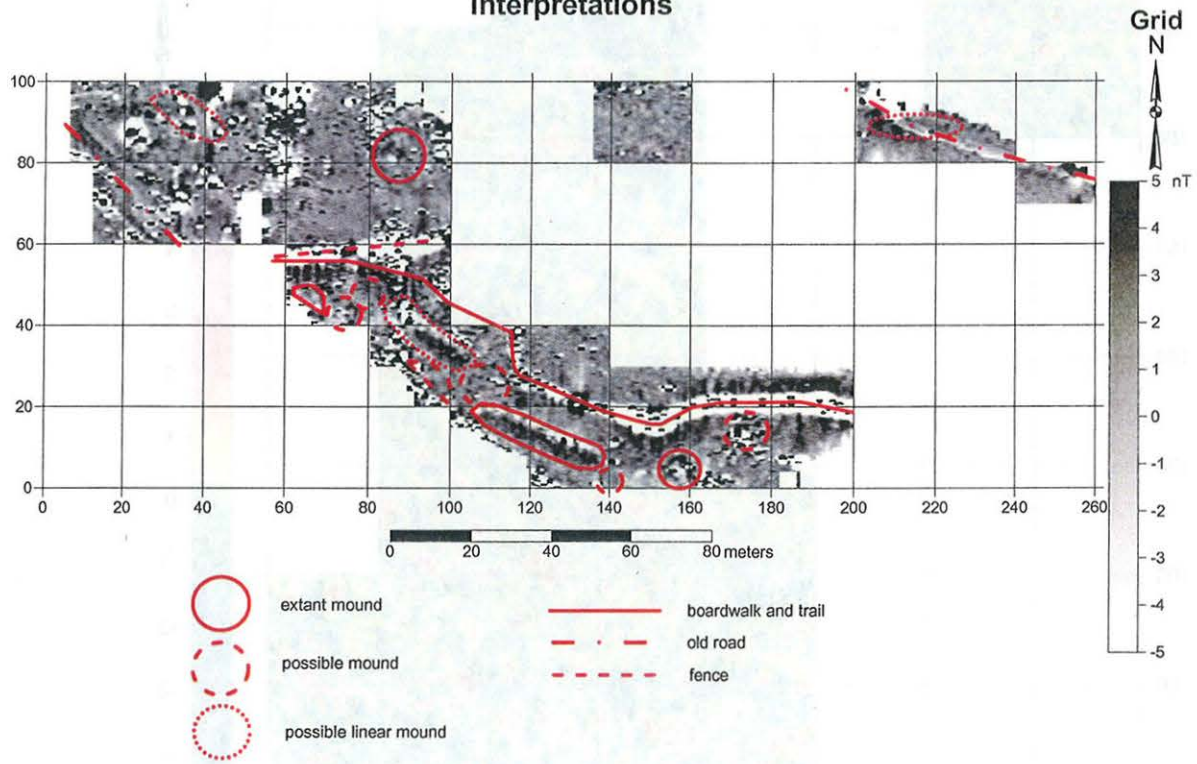 Interpretations
Grid
N
100
80
60
40
20
0
0 20 40 60 80 100 120 140 160 180 200 220 240 260
5 nT
4
3
2
1
0
-1
-2
-3
-4
-5
0 20 40 60 80 meters
extant mound
possible mound
possible linear mound
boardwalk and trail
old road
fence